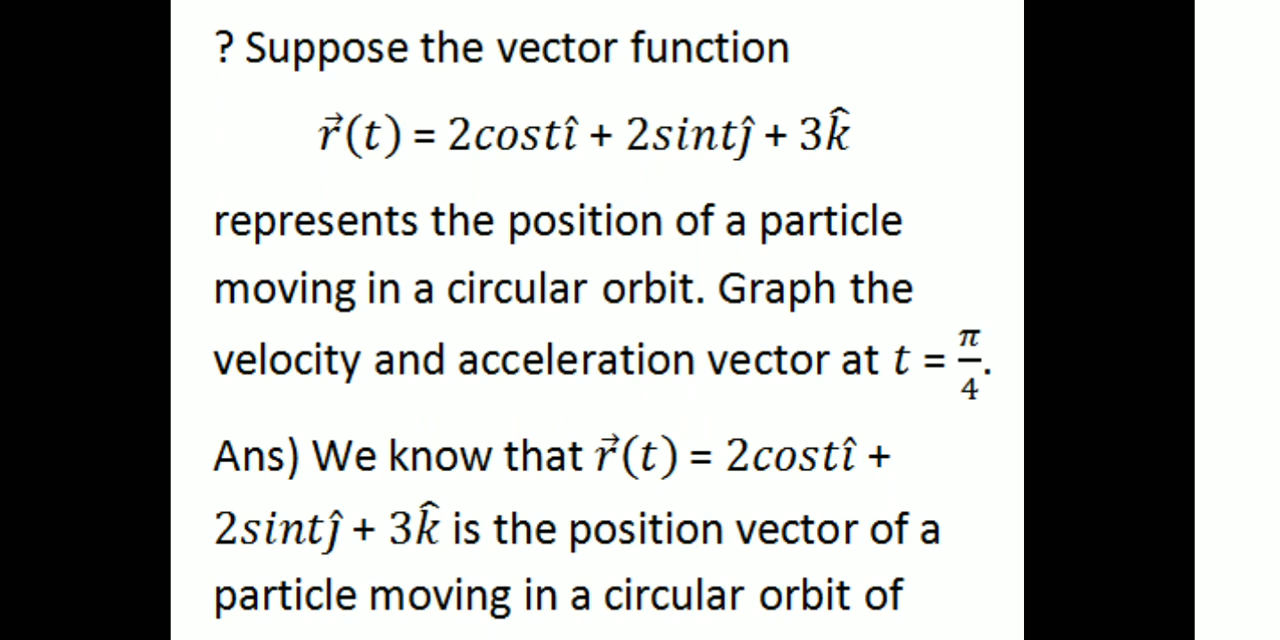 ? Suppose the vector function
r⃗(t) = 2costî + 2sintĵ + 3k̂
represents the position of a particle
moving in a circular orbit. Graph the
velocity and acceleration vector at t = π/4.
Ans) We know that r⃗(t) = 2costî +
2sintĵ + 3k̂ is the position vector of a
particle moving in a circular orbit of